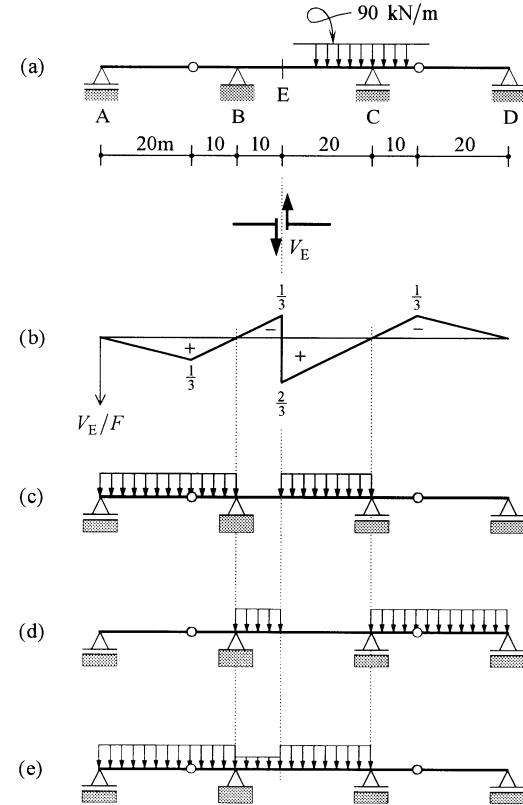 90 kN/m
(a)
A B E C D
20m 10 10 20 10 20
V_E
(b)
1/3 1/3
− −
+ +
1/3
2/3
V_E/F
(c)
(d)
(e)